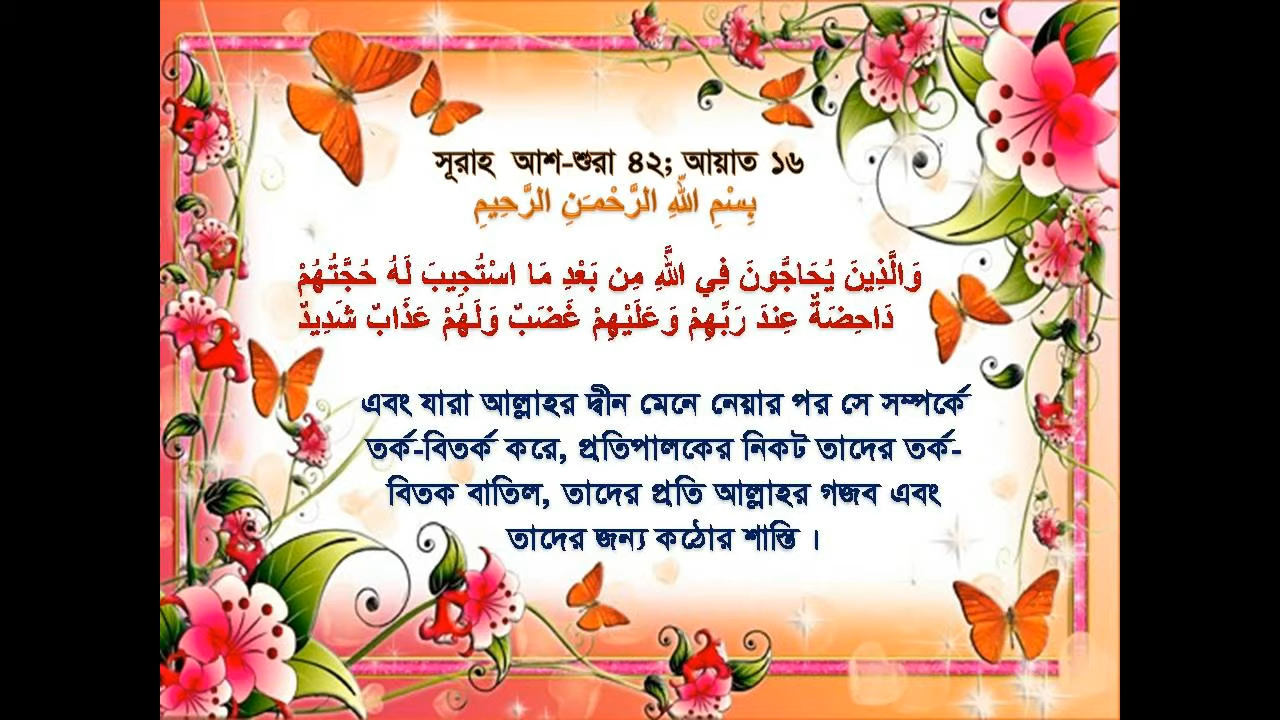 সূরাহ আশ-শুরা ৪২; আয়াত ১৬
بِسْمِ اللّهِ الرَّحْمـَنِ الرَّحِيمِ
وَالَّذِينَ يُحَاجُّونَ فِي اللَّهِ مِن بَعْدِ مَا اسْتُجِيبَ لَهُ حُجَّتُهُمْ
دَاحِضَةٌ عِندَ رَبِّهِمْ وَعَلَيْهِمْ غَضَبٌ وَلَهُمْ عَذَابٌ شَدِيدٌ
এবং যারা আল্লাহর দ্বীন মেনে নেয়ার পর সে সম্পর্কে
তর্ক-বিতর্ক করে, প্রতিপালকের নিকট তাদের তর্ক-
বিতক বাতিল, তাদের প্রতি আল্লাহর গজব এবং
তাদের জন্য কঠোর শাস্তি ।